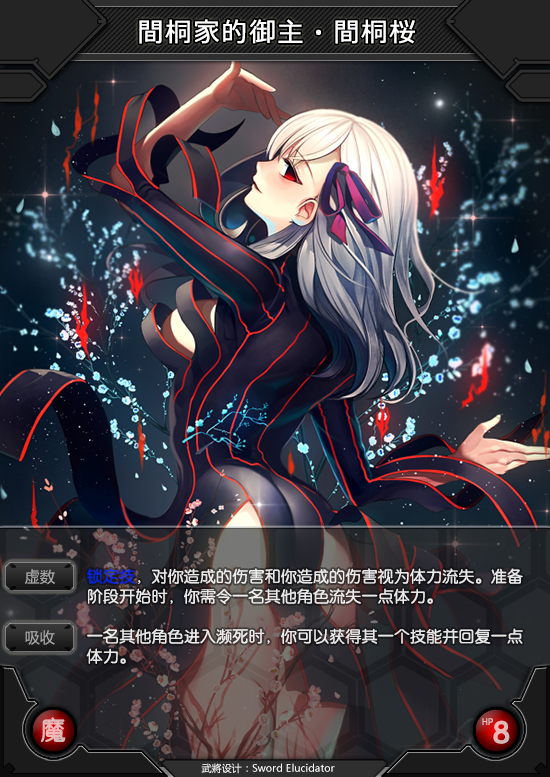 間桐家的御主·間桐桜
虚数
锁定技，对你造成的伤害和你造成的伤害视为体力流失。准备
阶段开始时，你需令一名其他角色流失一点体力。
吸收
一名其他角色进入濒死时，你可以获得其一个技能并回复一点
体力。
魔
HP 8
武將设计：Sword Elucidator